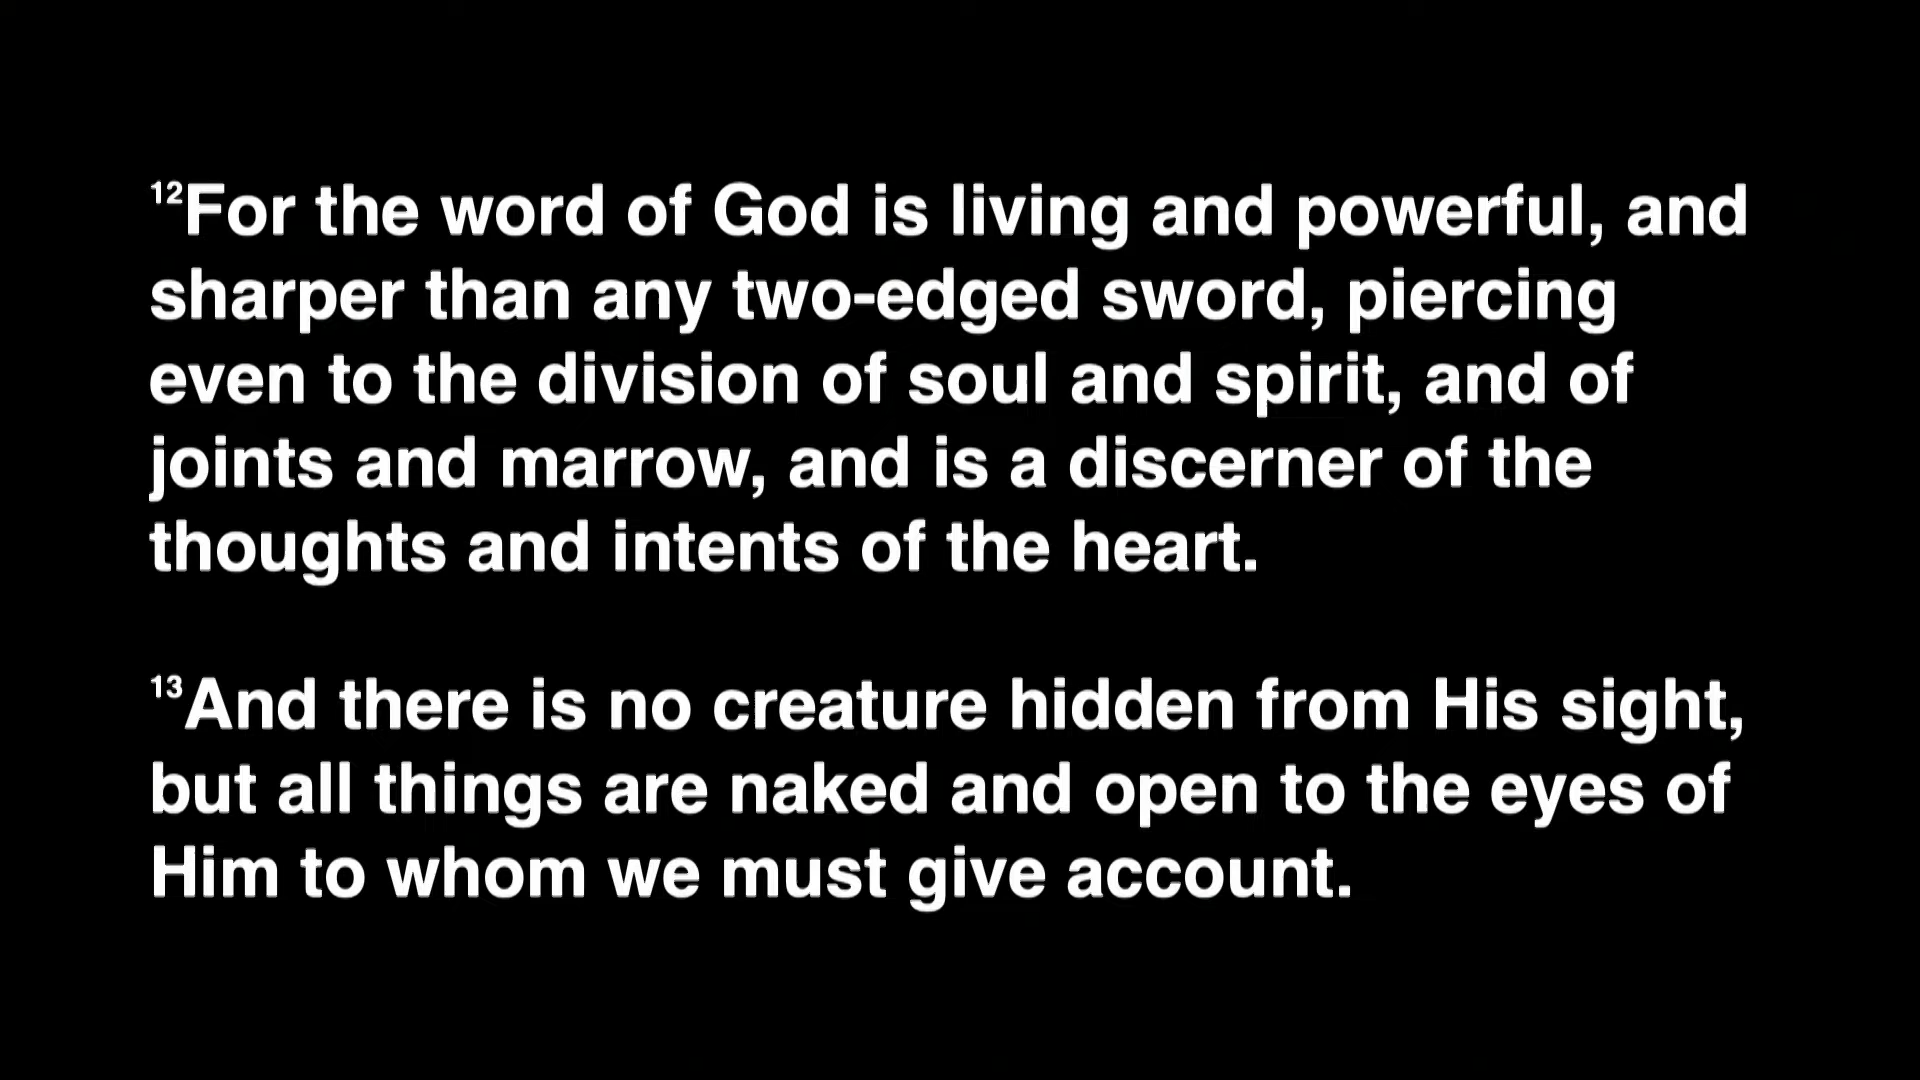 12For the word of God is living and powerful, and
sharper than any two-edged sword, piercing
even to the division of soul and spirit, and of
joints and marrow, and is a discerner of the
thoughts and intents of the heart.
13And there is no creature hidden from His sight,
but all things are naked and open to the eyes of
Him to whom we must give account.